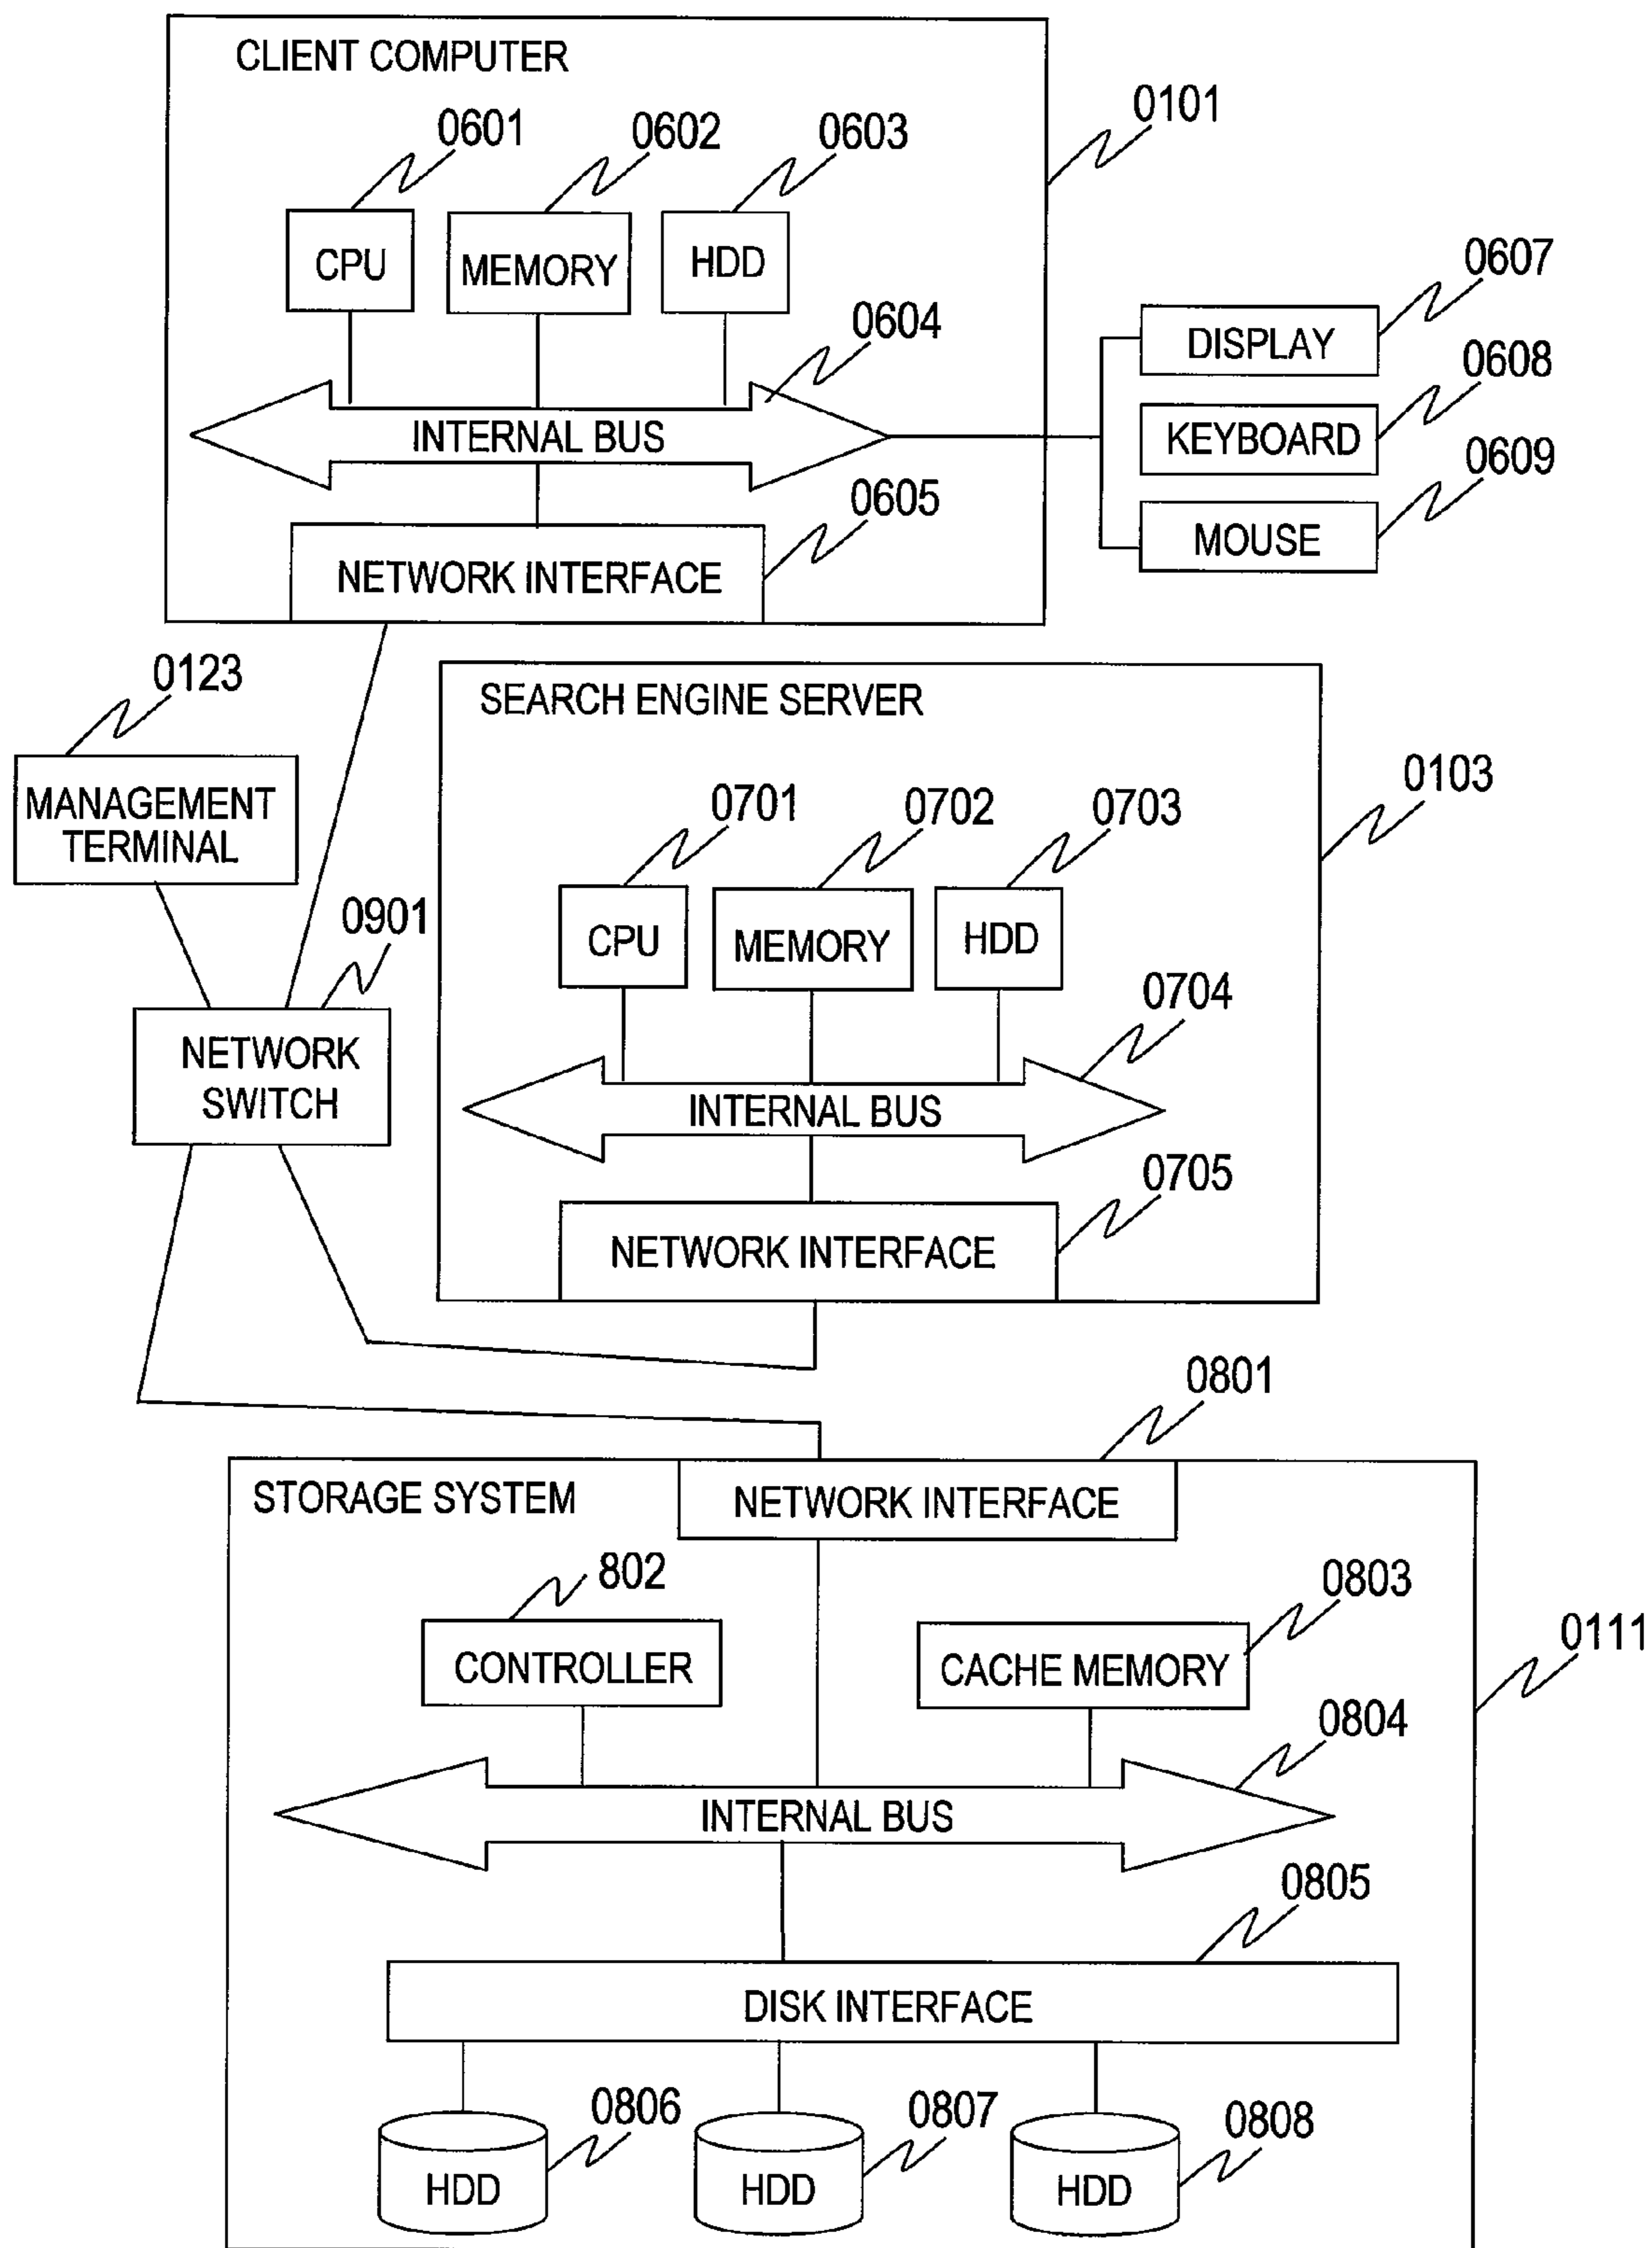 CLIENT COMPUTER
0101
0601
0602
0603
CPU
MEMORY
HDD
0604
INTERNAL BUS
0605
NETWORK INTERFACE
0607
DISPLAY
0608
KEYBOARD
0609
MOUSE
0123
MANAGEMENT
TERMINAL
0901
NETWORK
SWITCH
SEARCH ENGINE SERVER
0103
0701
0702
0703
CPU
MEMORY
HDD
0704
INTERNAL BUS
0705
NETWORK INTERFACE
0801
STORAGE SYSTEM
NETWORK INTERFACE
802
CONTROLLER
0803
CACHE MEMORY
0111
0804
INTERNAL BUS
0805
DISK INTERFACE
0806
HDD
0807
HDD
0808
HDD